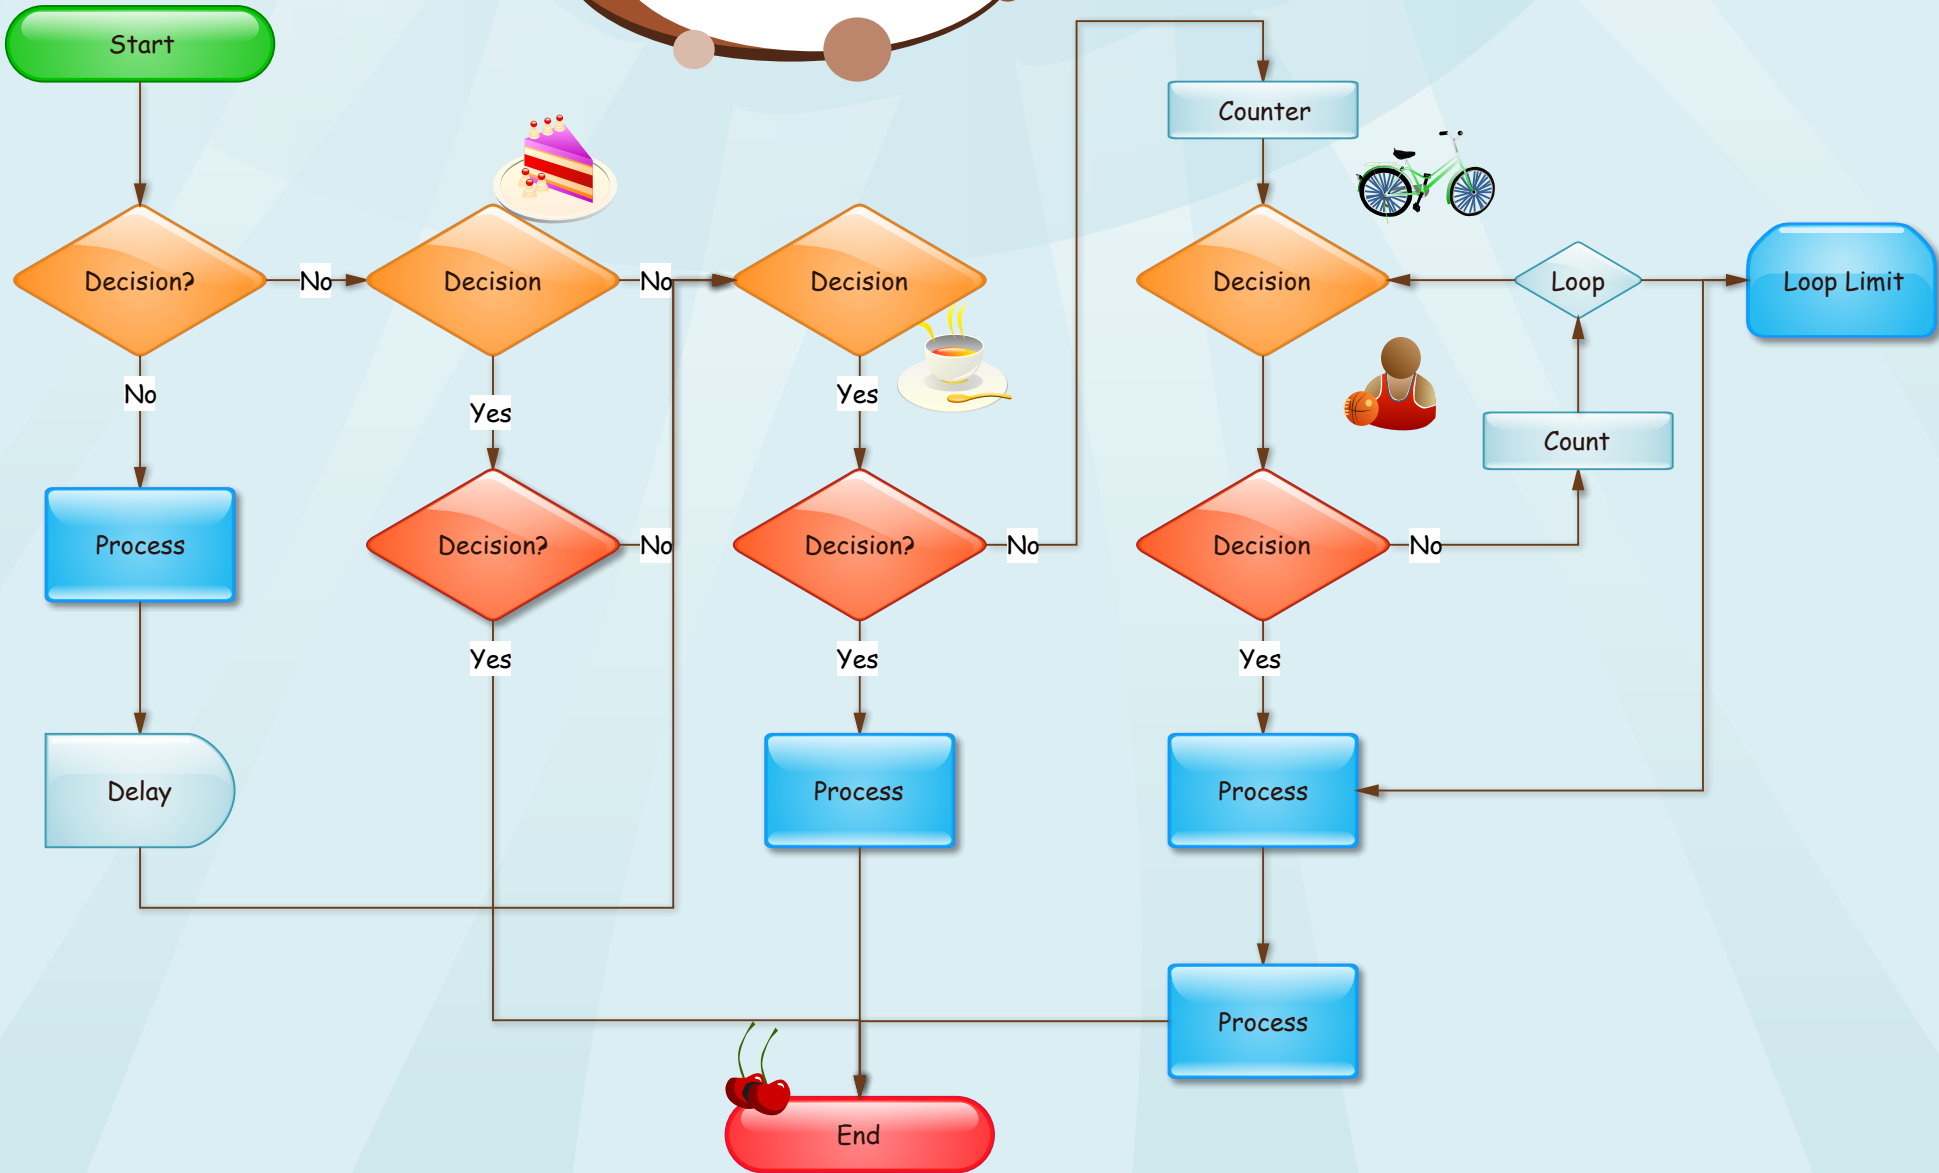 Start
Counter
Decision?
No
Decision
No
Decision
Decision
Loop
Loop Limit
No
Yes
Yes
Count
Process
Decision?
No
Decision?
No
Decision
No
Yes
Yes
Yes
Delay
Process
Process
Process
End